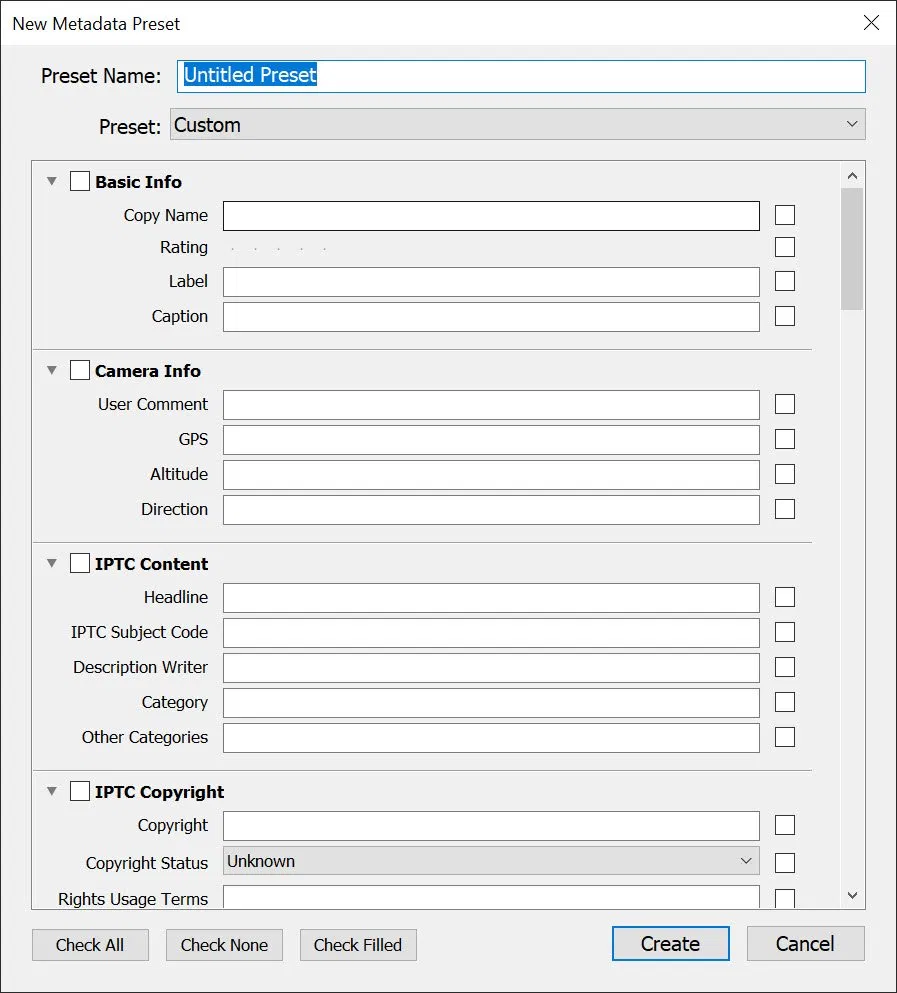 New Metadata Preset
Preset Name: Untitled Preset
Preset: Custom
Basic Info
Copy Name
Rating . . . . .
Label
Caption
Camera Info
User Comment
GPS
Altitude
Direction
IPTC Content
Headline
IPTC Subject Code
Description Writer
Category
Other Categories
IPTC Copyright
Copyright
Copyright Status Unknown
Rights Usage Terms
Check All Check None Check Filled Create Cancel